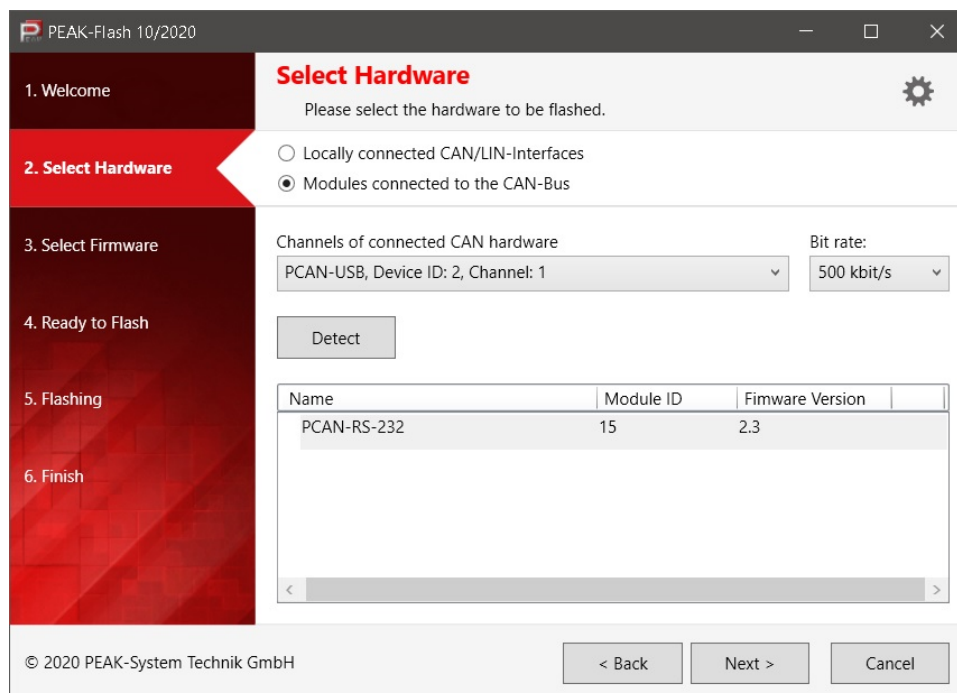 PEAK-Flash 10/2020
1. Welcome
2. Select Hardware
3. Select Firmware
4. Ready to Flash
5. Flashing
6. Finish
Select Hardware
Please select the hardware to be flashed.
Locally connected CAN/LIN-Interfaces
Modules connected to the CAN-Bus
Channels of connected CAN hardware Bit rate:
PCAN-USB, Device ID: 2, Channel: 1 500 kbit/s
Detect
Name Module ID Fimware Version
PCAN-RS-232 15 2.3
© 2020 PEAK-System Technik GmbH < Back Next > Cancel